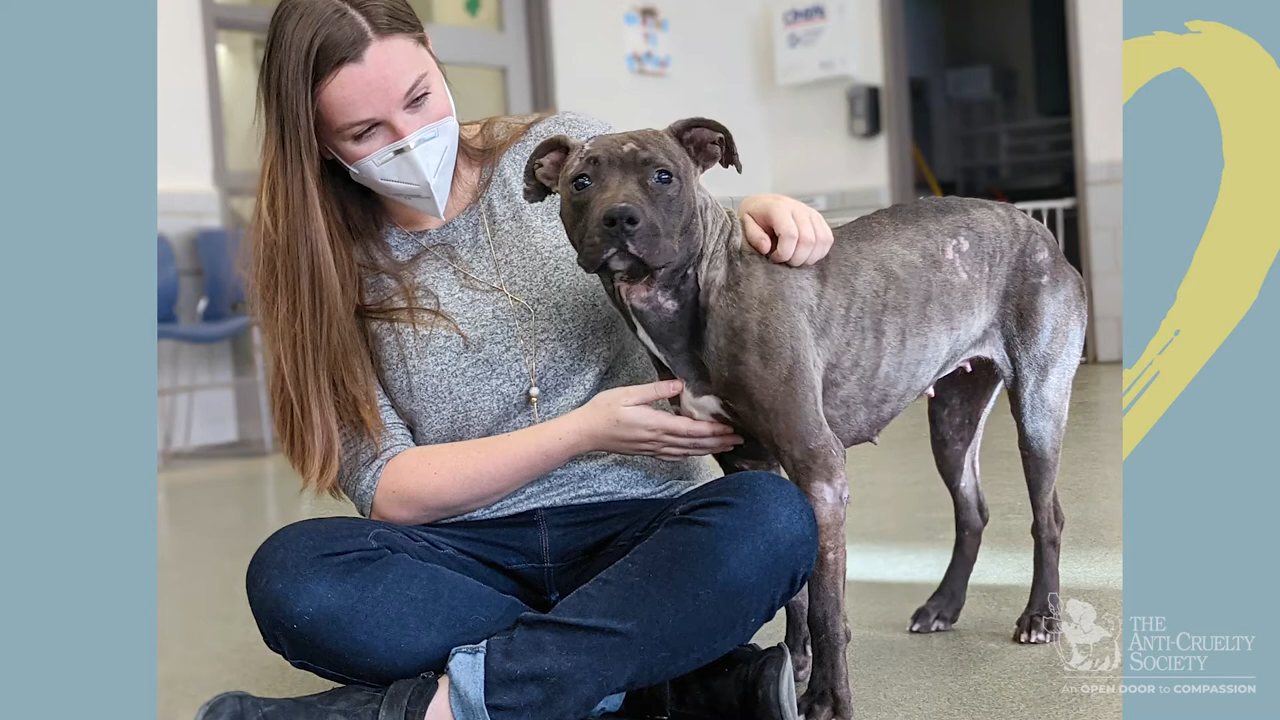 THE
ANTI-CRUELTY
SOCIETY
An OPEN DOOR to COMPASSION